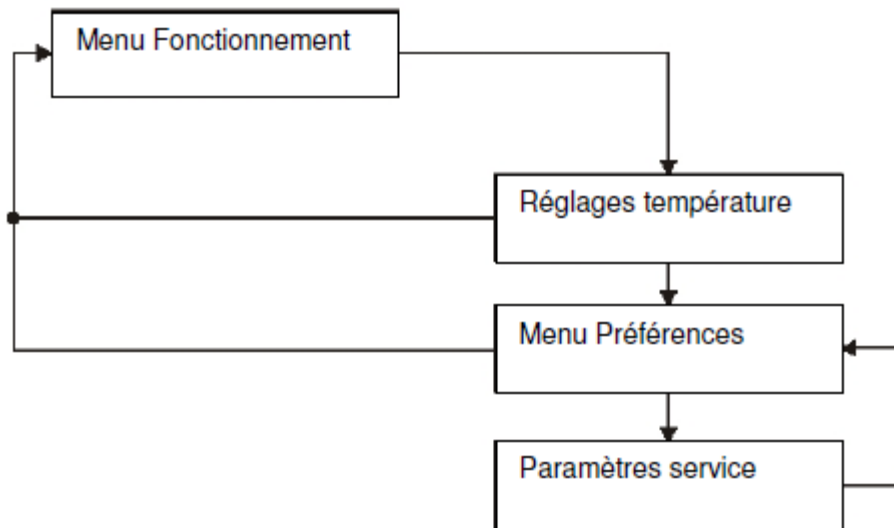 Menu Fonctionnement
Réglages température
Menu Préférences
Paramètres service